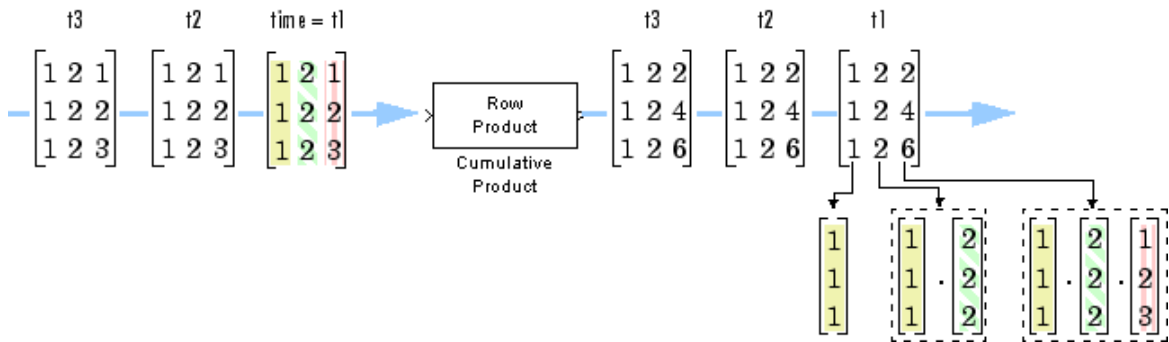 t3 t2 time = t1 t3 t2 t1
1 2 1 1 2 1 1 2 1 1 2 2 1 2 2 1 2 2
1 2 2 1 2 2 1 2 2 Row Product 1 2 4 1 2 4 1 2 4
1 2 3 1 2 3 1 2 3 1 2 6 1 2 6 1 2 6
Cumulative
Product
1 1 2 1 2 1
1 1 . 2 1 . 2 . 2
1 1 2 1 2 3